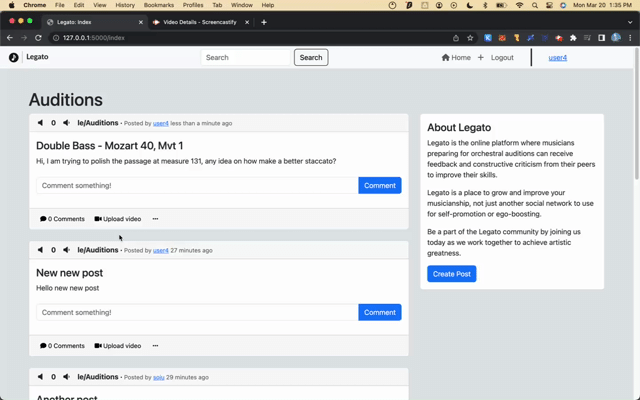 Chrome File Edit View History Bookmarks Profiles Tab Window Help
Mon Mar 20 1:35 PM
Legato: Index
Video Details - Screencastify
127.0.0.1:5000/index
Legato
Search
Search
Home
Logout
user4
Auditions
0 le/Auditions • Posted by user4 less than a minute ago
Double Bass - Mozart 40, Mvt 1
Hi, I am trying to polish the passage at measure 131, any idea on how make a better staccato?
Comment something!
Comment
0 Comments Upload video
0 le/Auditions • Posted by user4 27 minutes ago
New new post
Hello new new post
Comment something!
Comment
0 Comments Upload video
0 le/Auditions • Posted by soju 29 minutes ago
Another post
About Legato
Legato is the online platform where musicians
preparing for orchestral auditions can receive
feedback and constructive criticism from their peers
to improve their skills.
Legato is a place to grow and improve your
musicianship, not just another social network to use
for self-promotion or ego-boosting.
Be a part of the Legato community by joining us
today as we work together to achieve artistic
greatness.
Create Post